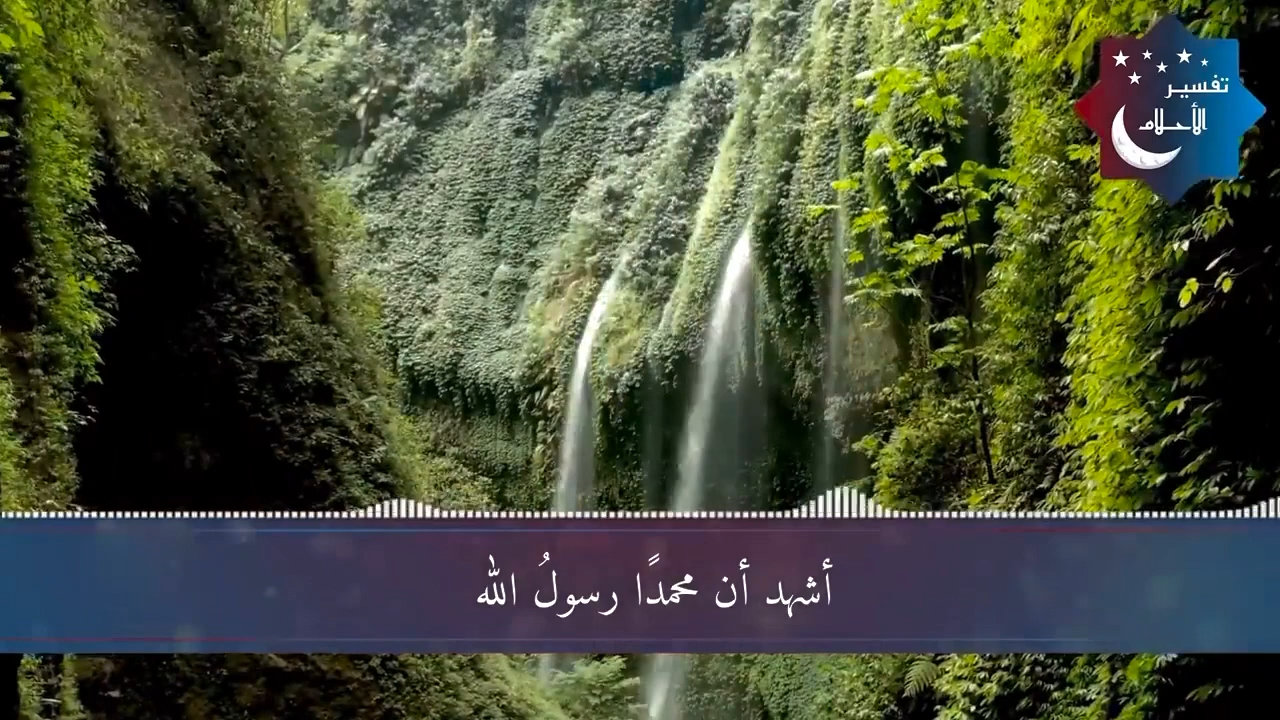 تفسير
الأحلام
أشهد أن محمدًا رسولُ الله